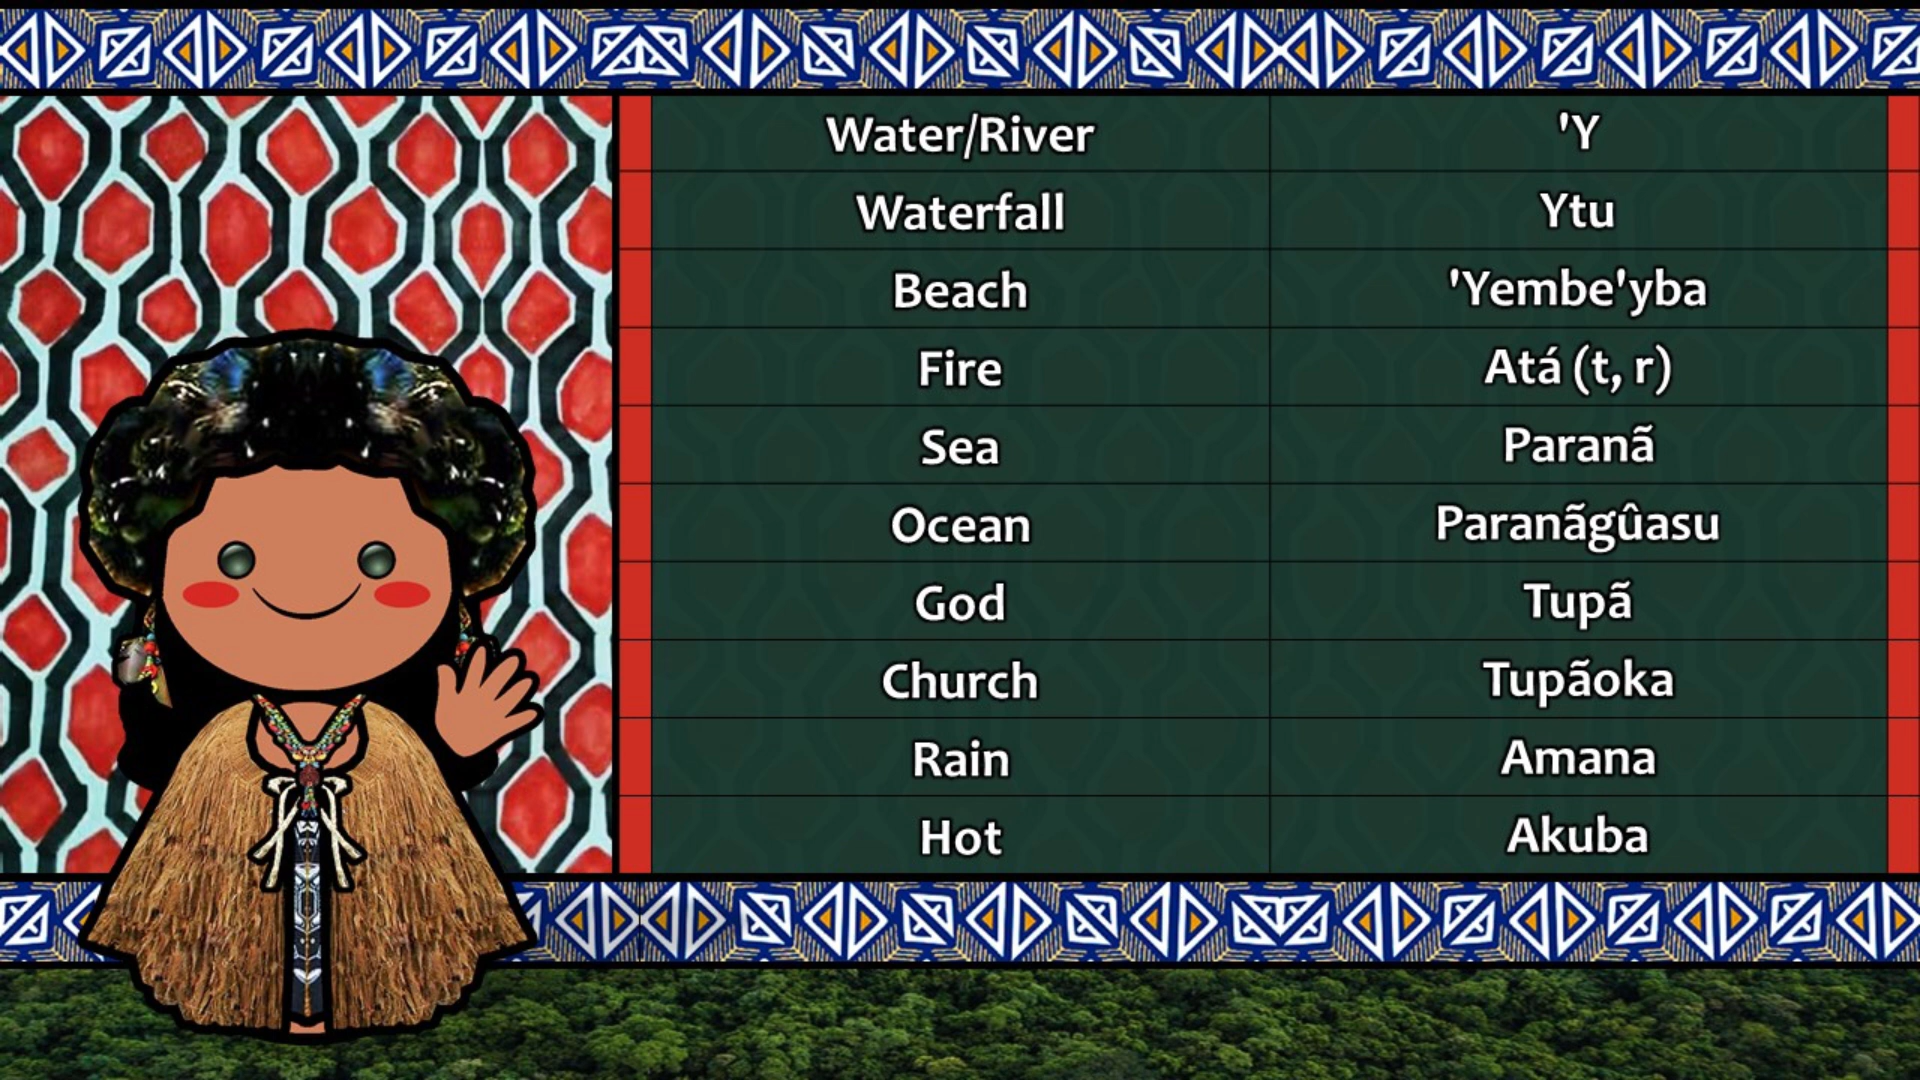 Water/River 'Y
Waterfall Ytu
Beach 'Yembe'yba
Fire Atá (t, r)
Sea Paranã
Ocean Paranãgûasu
God Tupã
Church Tupãoka
Rain Amana
Hot Akuba